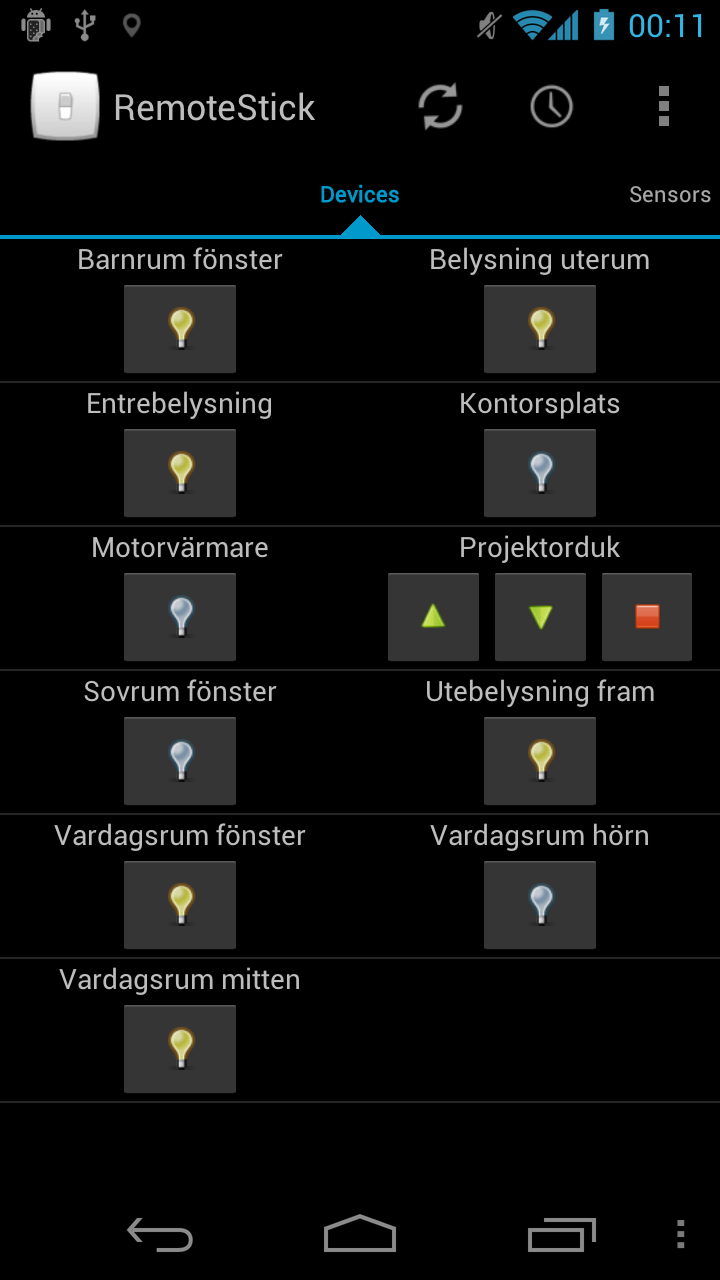 00:11
RemoteStick
Devices
Sensors
Barnrum fönster
Belysning uterum
Entrebelysning
Kontorsplats
Motorvärmare
Projektorduk
Sovrum fönster
Utebelysning fram
Vardagsrum fönster
Vardagsrum hörn
Vardagsrum mitten